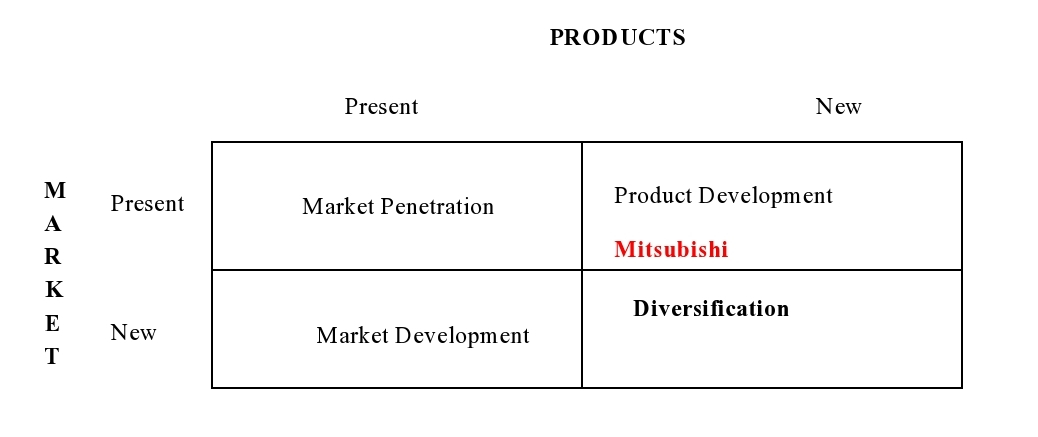 PRODUCTS
Present New
M
A
R
K
E
T
Present
Market Penetration
Product Development
Mitsubishi
New
Market Development
Diversification